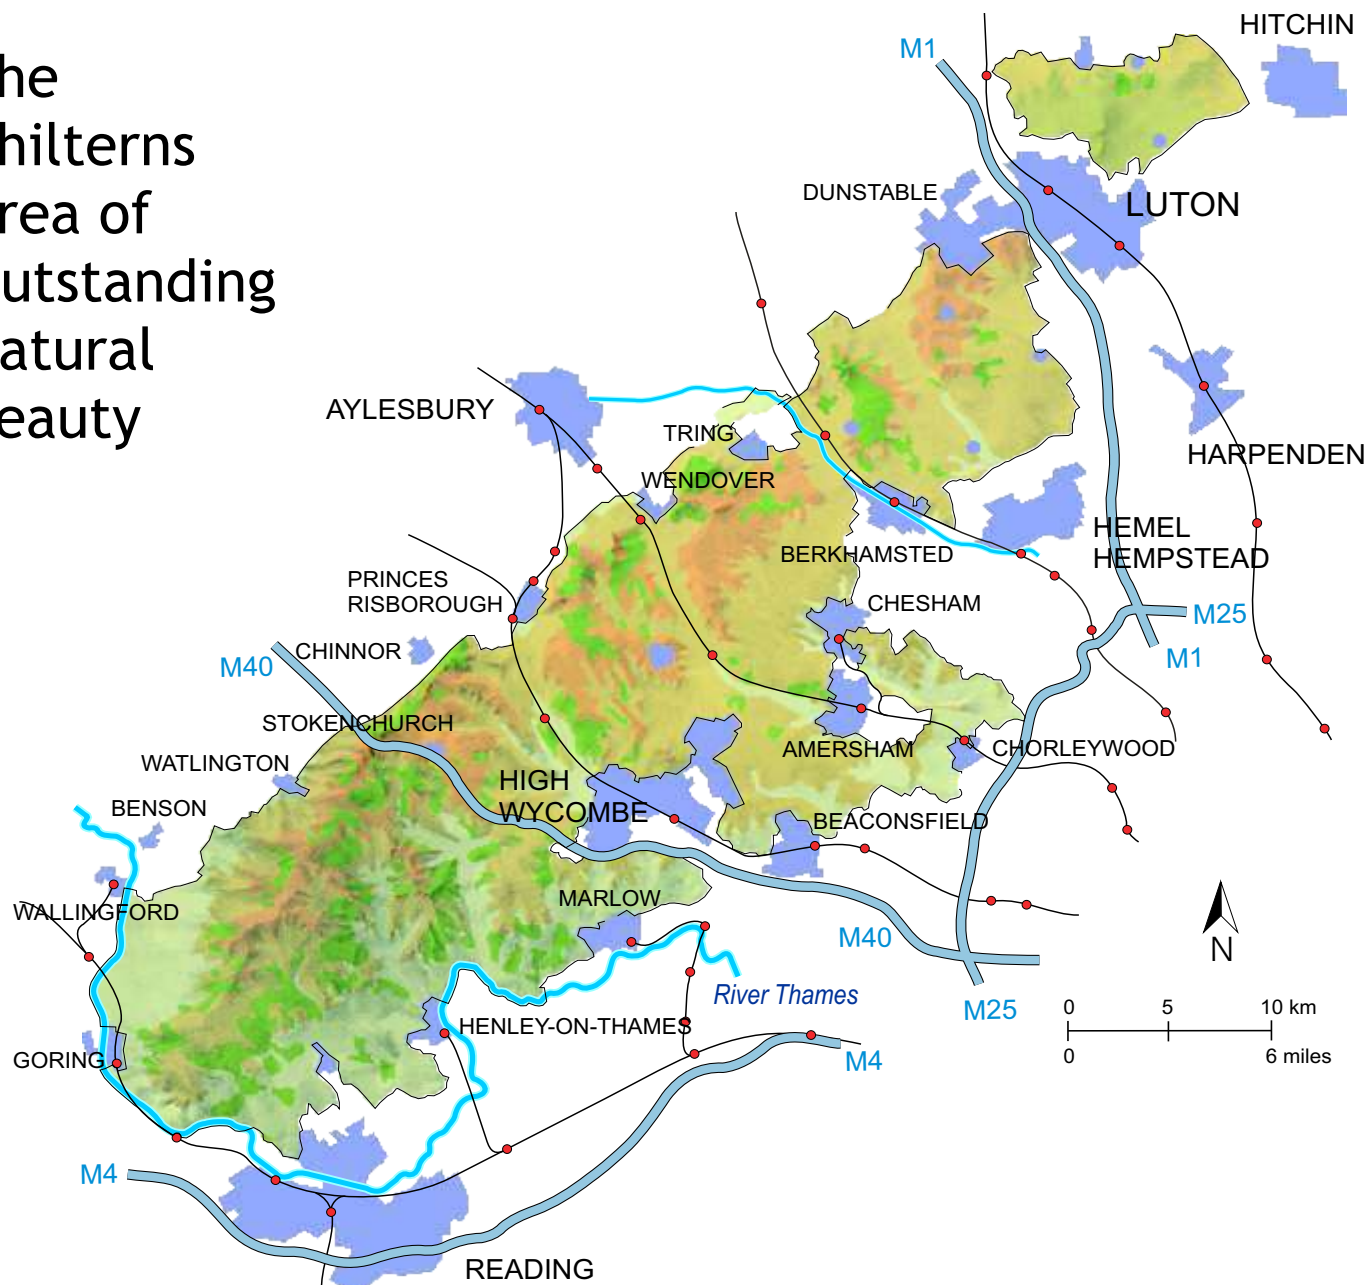 he
hilterns
rea of
utstanding
atural
eauty
HITCHIN
M1
DUNSTABLE
LUTON
AYLESBURY
TRING
WENDOVER
HARPENDEN
BERKHAMSTED
HEMEL
HEMPSTEAD
PRINCES
RISBOROUGH
CHESHAM
M25
CHINNOR
M40
M1
STOKENCHURCH
AMERSHAM
CHORLEYWOOD
WATLINGTON
HIGH
WYCOMBE
BENSON
BEACONSFIELD
MARLOW
WALLINGFORD
M40
N
River Thames
M25
0 5 10 km
0 6 miles
HENLEY-ON-THAMES
GORING
M4
M4
READING